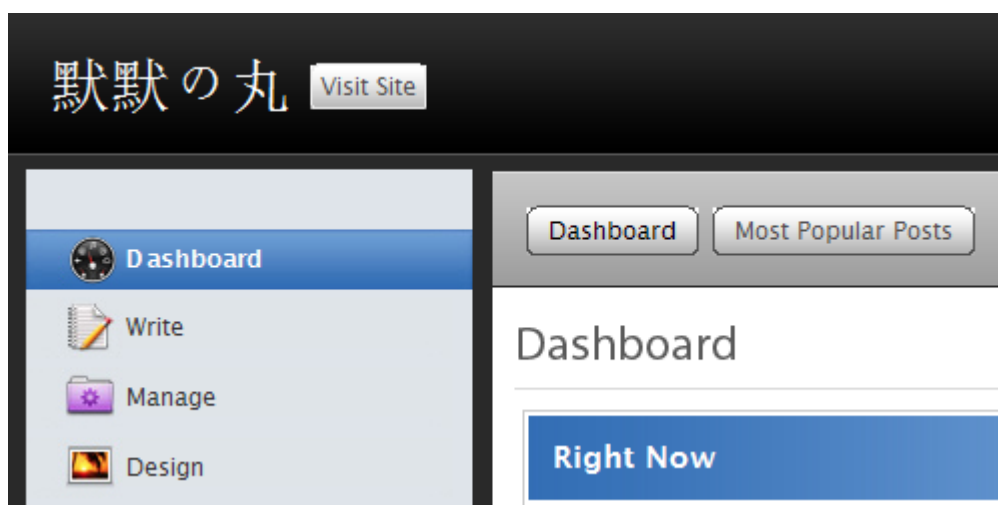 默默の丸 Visit Site
Dashboard
Write
Manage
Design
Dashboard Most Popular Posts
Dashboard
Right Now